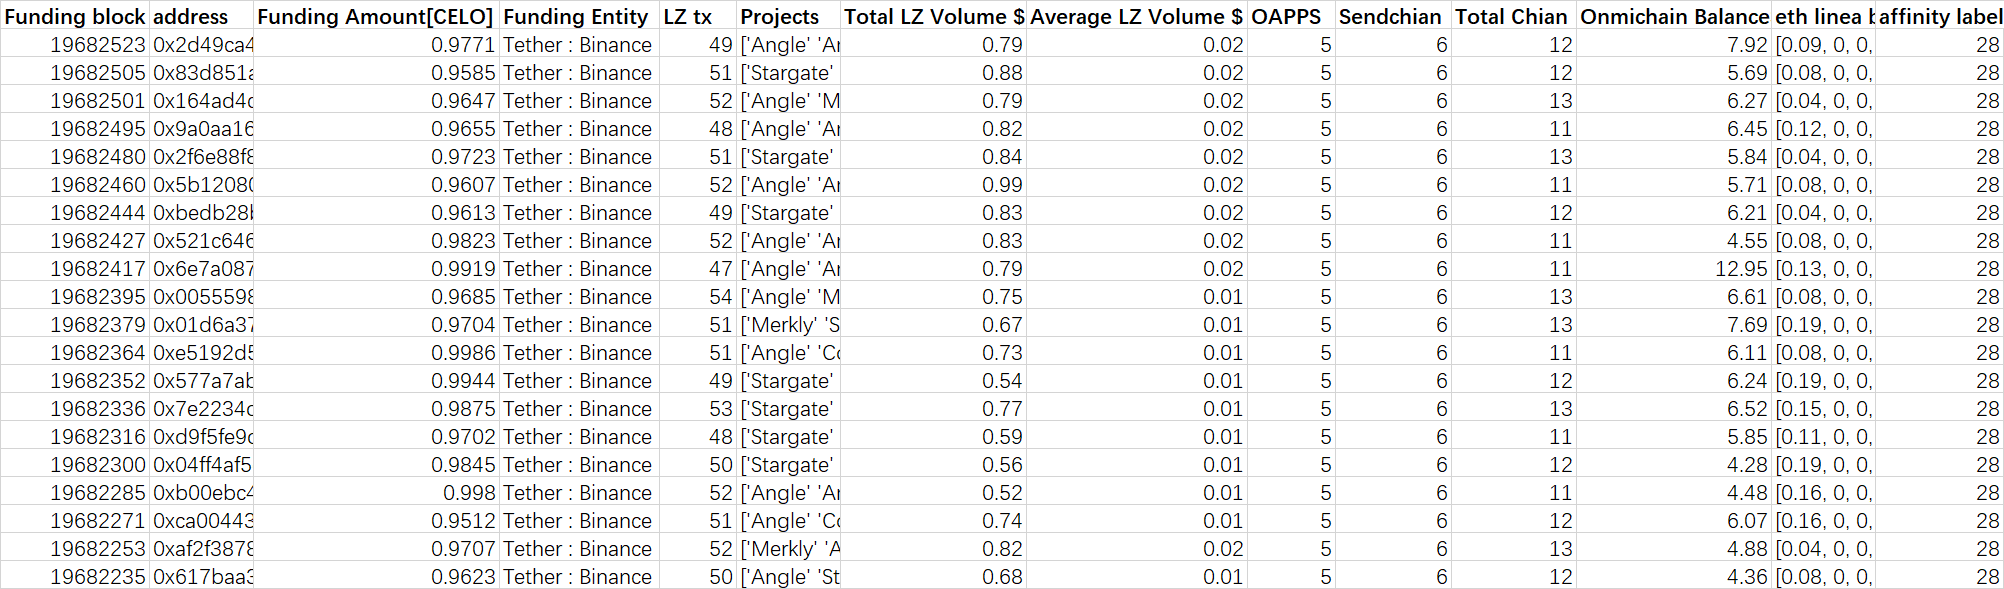 Funding block address Funding Amount[CELO] Funding Entity LZ tx Projects Total LZ Volume $ Average LZ Volume $ OAPPS Sendchian Total Chian Onmichain Balance eth linea b affinity label
19682523 0x2d49ca4 0.9771 Tether : Binance 49 ['Angle' 'Ar 0.79 0.02 5 6 12 7.92 [0.09, 0, 0, 28
19682505 0x83d851a 0.9585 Tether : Binance 51 ['Stargate' 0.88 0.02 5 6 12 5.69 [0.08, 0, 0, 28
19682501 0x164ad4c 0.9647 Tether : Binance 52 ['Angle' 'M 0.79 0.02 5 6 13 6.27 [0.04, 0, 0, 28
19682495 0x9a0aa16 0.9655 Tether : Binance 48 ['Angle' 'Ar 0.82 0.02 5 6 11 6.45 [0.12, 0, 0, 28
19682480 0x2f6e88f8 0.9723 Tether : Binance 51 ['Stargate' 0.84 0.02 5 6 13 5.84 [0.04, 0, 0, 28
19682460 0x5b12080 0.9607 Tether : Binance 52 ['Angle' 'Ar 0.99 0.02 5 6 11 5.71 [0.08, 0, 0, 28
19682444 0xbedb28b 0.9613 Tether : Binance 49 ['Stargate' 0.83 0.02 5 6 12 6.21 [0.04, 0, 0, 28
19682427 0x521c646 0.9823 Tether : Binance 52 ['Angle' 'Ar 0.83 0.02 5 6 11 4.55 [0.08, 0, 0, 28
19682417 0x6e7a087 0.9919 Tether : Binance 47 ['Angle' 'Ar 0.79 0.02 5 6 11 12.95 [0.13, 0, 0, 28
19682395 0x0055598 0.9685 Tether : Binance 54 ['Angle' 'M 0.75 0.01 5 6 13 6.61 [0.08, 0, 0, 28
19682379 0x01d6a37 0.9704 Tether : Binance 51 ['Merkly' 'S 0.67 0.01 5 6 13 7.69 [0.19, 0, 0, 28
19682364 0xe5192d5 0.9986 Tether : Binance 51 ['Angle' 'Co 0.73 0.01 5 6 11 6.11 [0.08, 0, 0, 28
19682352 0x577a7ab 0.9944 Tether : Binance 49 ['Stargate' 0.54 0.01 5 6 12 6.24 [0.19, 0, 0, 28
19682336 0x7e2234c 0.9875 Tether : Binance 53 ['Stargate' 0.77 0.01 5 6 13 6.52 [0.15, 0, 0, 28
19682316 0xd9f5fe9c 0.9702 Tether : Binance 48 ['Stargate' 0.59 0.01 5 6 11 5.85 [0.11, 0, 0, 28
19682300 0x04ff4af5 0.9845 Tether : Binance 50 ['Stargate' 0.56 0.01 5 6 12 4.28 [0.19, 0, 0, 28
19682285 0xb00ebc4 0.998 Tether : Binance 52 ['Angle' 'Ar 0.52 0.01 5 6 11 4.48 [0.16, 0, 0, 28
19682271 0xca00443 0.9512 Tether : Binance 51 ['Angle' 'Co 0.74 0.01 5 6 12 6.07 [0.16, 0, 0, 28
19682253 0xaf2f3878 0.9707 Tether : Binance 52 ['Merkly' 'A 0.82 0.02 5 6 13 4.88 [0.04, 0, 0, 28
19682235 0x617baa3 0.9623 Tether : Binance 50 ['Angle' 'St 0.68 0.01 5 6 12 4.36 [0.08, 0, 0, 28